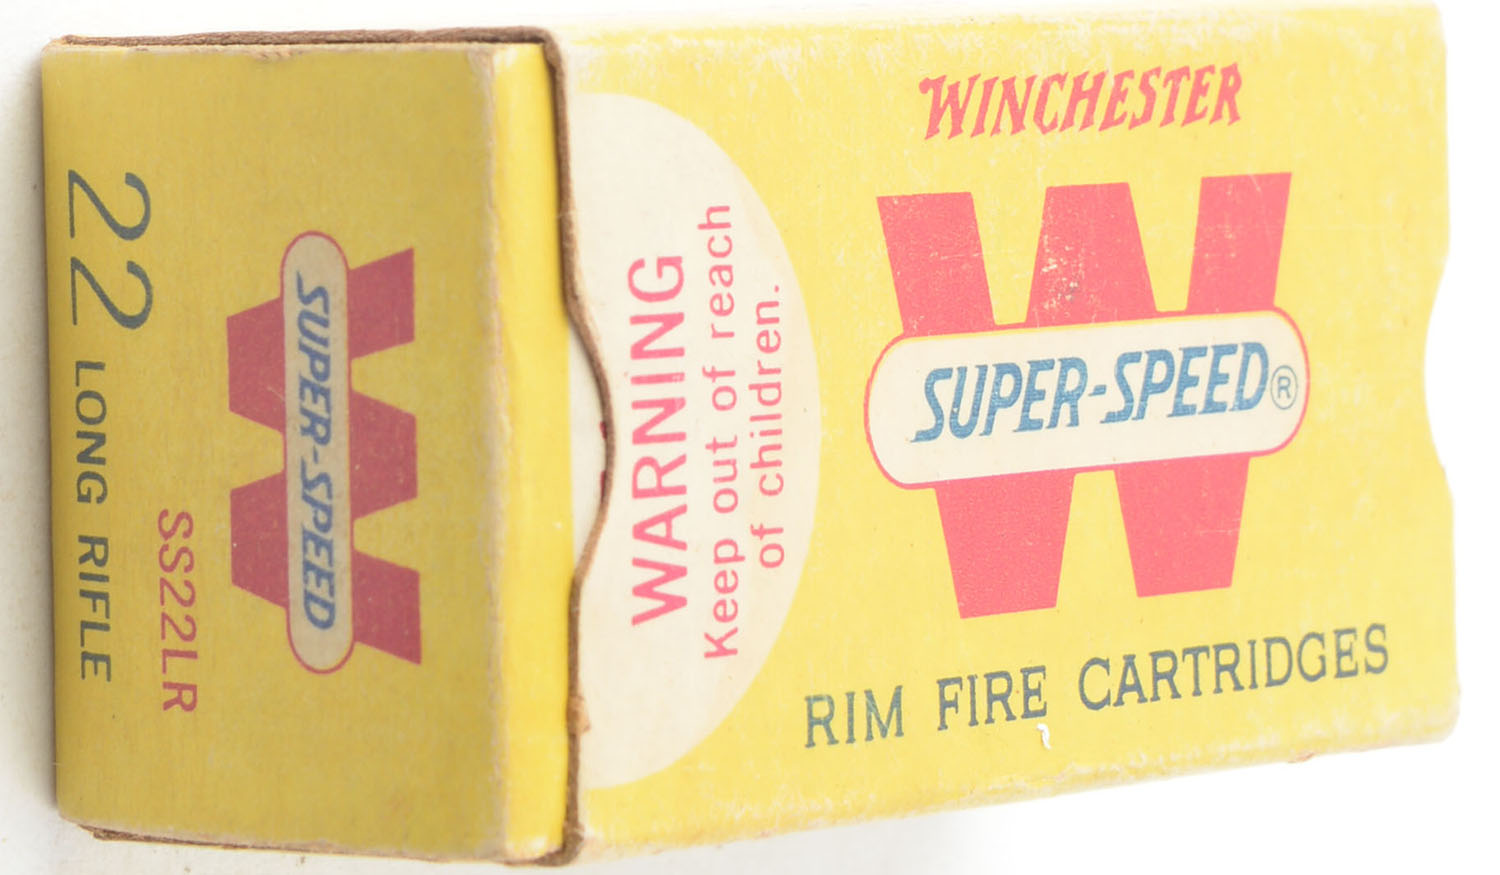 WINCHESTER
W
SUPER-SPEED®
RIM FIRE CARTRIDGES
WARNING
Keep out of reach
of children.
W
SUPER-SPEED
SS22LR
22 LONG RIFLE